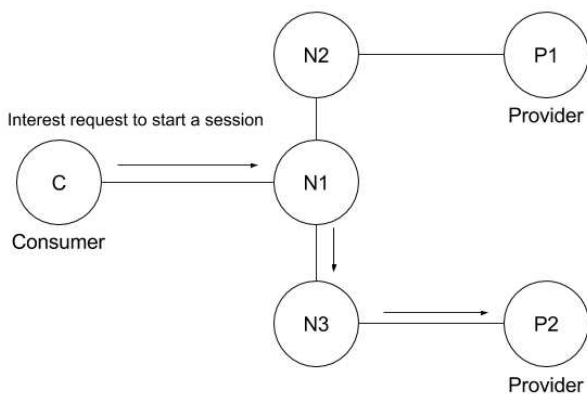 N2
P1
Provider
Interest request to start a session
C
N1
Consumer
N3
P2
Provider